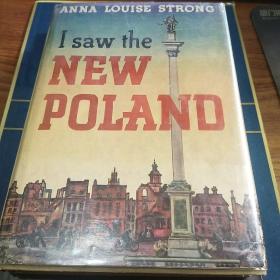 ANNA LOUISE STRONG
I saw the
NEW
POLAND